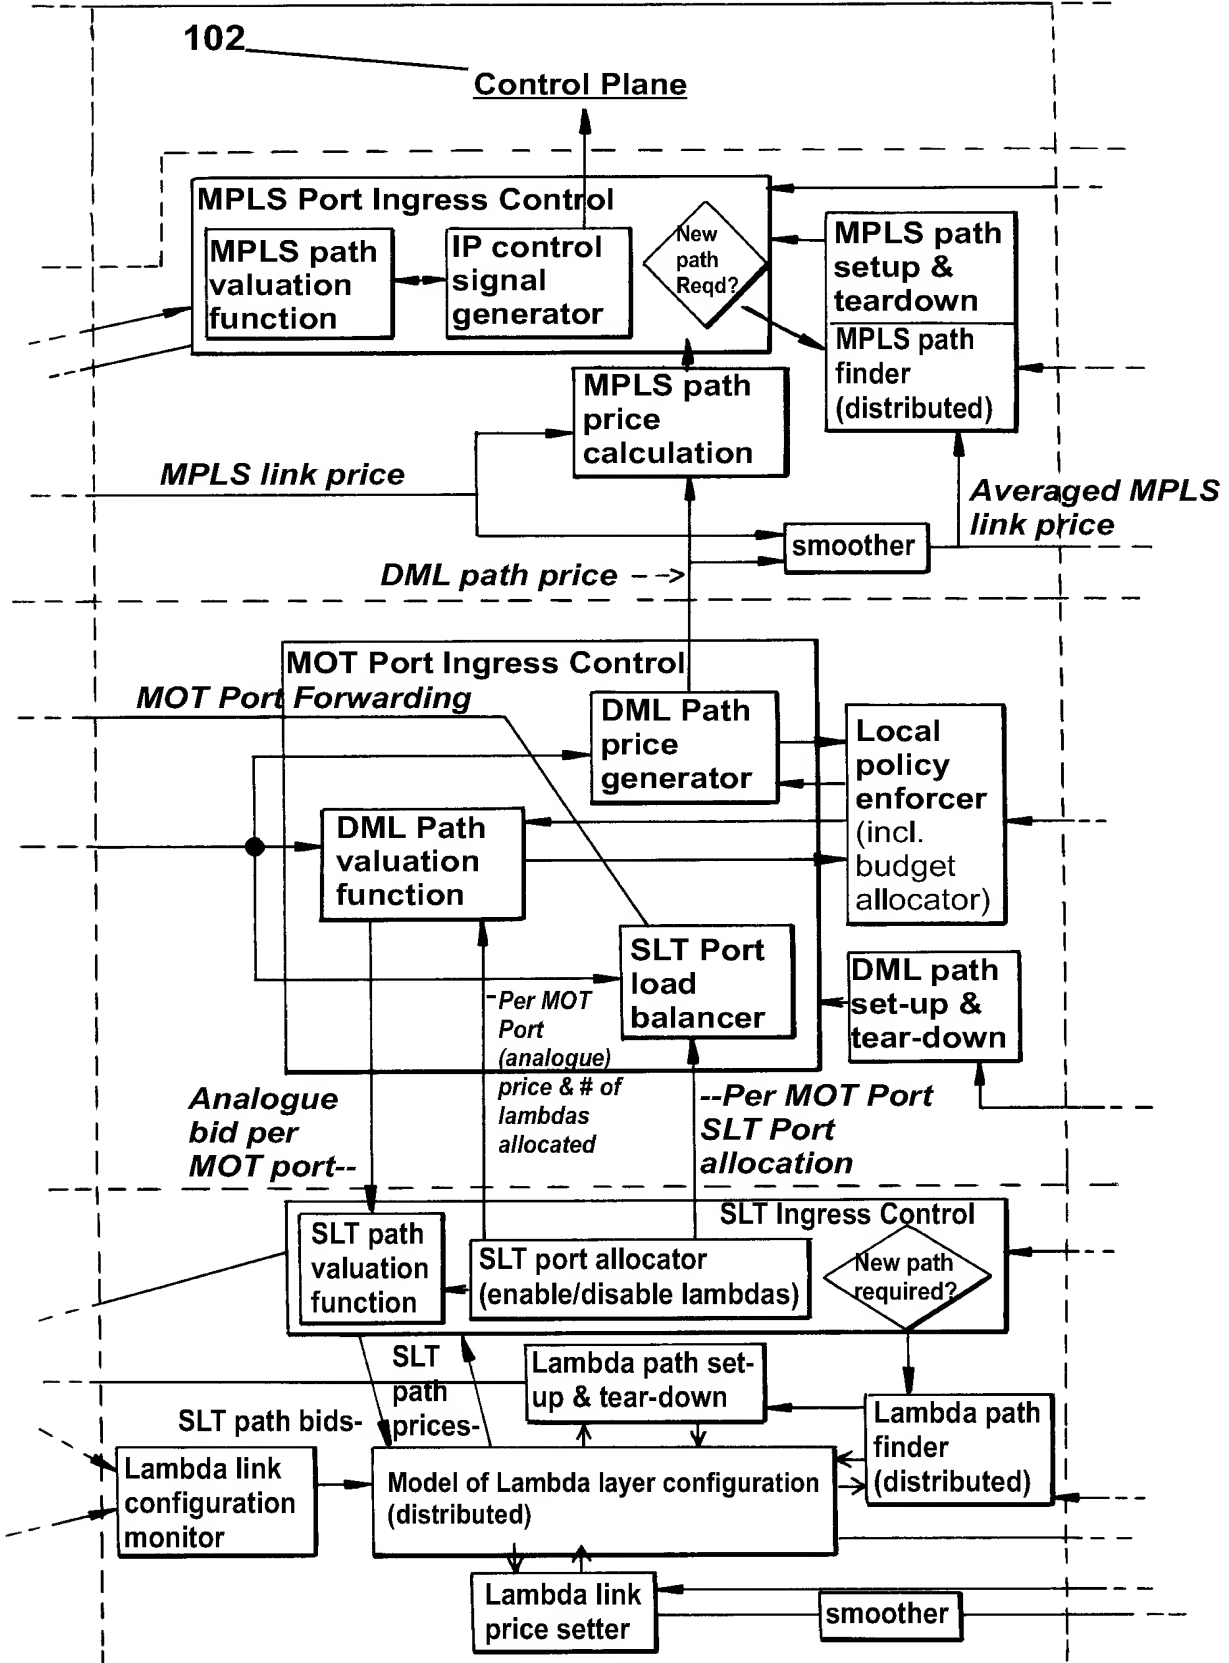 102
Control Plane
MPLS Port Ingress Control
MPLS path
valuation
function
IP control
signal
generator
New
path
Reqd?
MPLS path
setup &
teardown
MPLS path
finder
(distributed)
MPLS path
price
calculation
MPLS link price
Averaged MPLS
link price
smoother
DML path price -->
MOT Port Ingress Control
MOT Port Forwarding
DML Path
price
generator
Local
policy
enforcer
(incl.
budget
allocator)
DML Path
valuation
function
SLT Port
load
balancer
DML path
set-up &
tear-down
Per MOT
Port
(analogue)
price & # of
lambdas
allocated
Analogue
bid per
MOT port--
--Per MOT Port
SLT Port
allocation
SLT Ingress Control
SLT path
valuation
function
SLT port allocator
(enable/disable lambdas)
New path
required?
SLT
path
prices-
SLT path bids-
Lambda path set-
up & tear-down
Lambda path
finder
(distributed)
Lambda link
configuration
monitor
Model of Lambda layer configuration
(distributed)
Lambda link
price setter
smoother